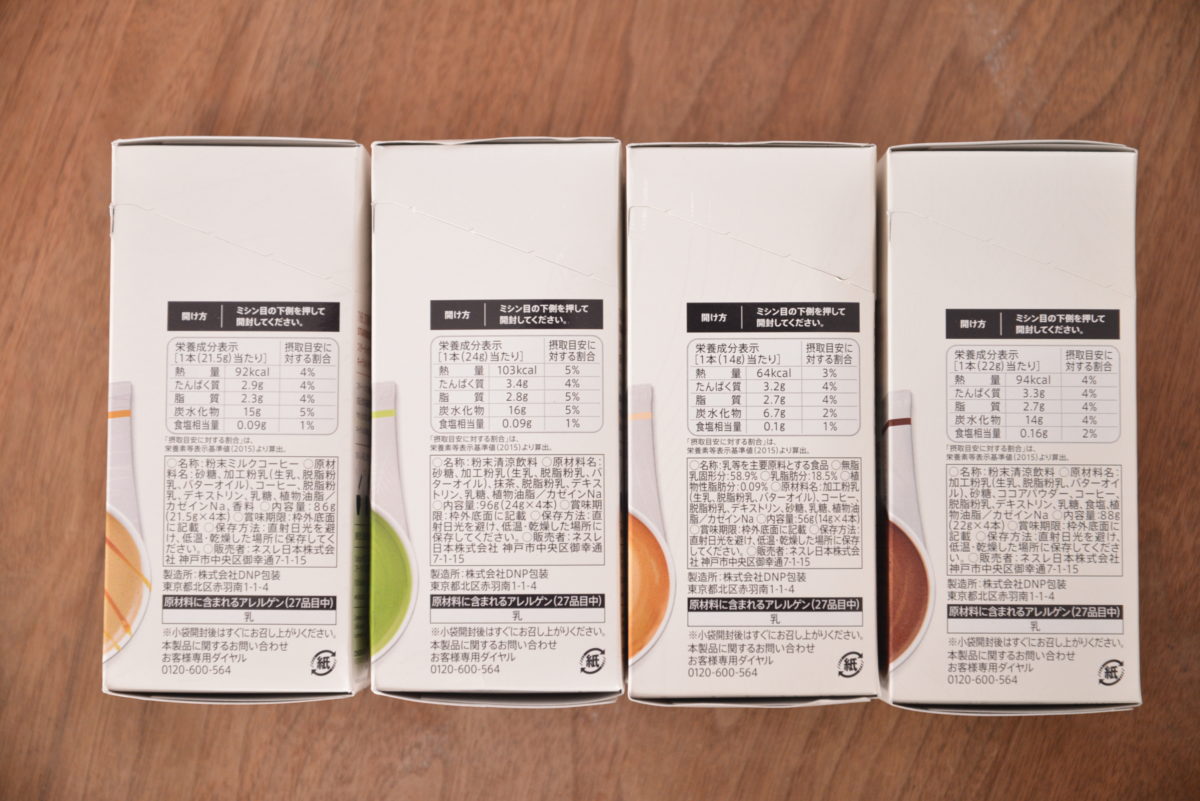 開け方
ミシン目の下側を押して
開封してください。
栄養成分表示
[1本(21.5g)当たり]
摂取目安に
対する割合
熱 量 92kcal 4%
たんぱく質 2.9g 4%
脂 質 2.3g 4%
炭水化物 15g 5%
食塩相当量 0.09g 1%
「摂取目安に対する割合」は、
栄養素等表示基準値(2015)より算出。
○名称:粉末ミルクコーヒー ○原材
料名:砂糖、加工粉乳(生乳、脱脂粉
乳、バターオイル)、コーヒー、脱脂粉
乳、デキストリン、乳糖、植物油脂/
カゼインNa、香料 ○内容量:86g
(21.5g×4本) ○賞味期限:枠外底面
に記載 ○保存方法:直射日光を避
け、低温・乾燥した場所に保存してく
ださい。○販売者:ネスレ日本株式会
社 神戸市中央区御幸通7-1-15
製造所:株式会社DNP包装
東京都北区赤羽南1-1-4
原材料に含まれるアレルゲン(27品目中)
乳
※小袋開封後はすぐにお召し上がりください。
本製品に関するお問い合わせ
お客様専用ダイヤル
0120-600-564
紙
開け方
ミシン目の下側を押して
開封してください。
栄養成分表示
[1本(24g)当たり]
摂取目安に
対する割合
熱 量 103kcal 5%
たんぱく質 3.4g 4%
脂 質 2.8g 5%
炭水化物 16g 5%
食塩相当量 0.09g 1%
「摂取目安に対する割合」は、
栄養素等表示基準値(2015)より算出。
○名称:粉末清涼飲料 ○原材料名:
砂糖、加工粉乳(生乳、脱脂粉乳、バ
ターオイル)、抹茶、脱脂粉乳、デキス
トリン、乳糖、植物油脂/カゼインNa
○内容量:96g(24g×4本) ○賞味期
限:枠外底面に記載 ○保存方法:直
射日光を避け、低温・乾燥した場所に
保存してください。○販売者:ネスレ
日本株式会社 神戸市中央区御幸通
7-1-15
製造所:株式会社DNP包装
東京都北区赤羽南1-1-4
原材料に含まれるアレルゲン(27品目中)
乳
※小袋開封後はすぐにお召し上がりください。
本製品に関するお問い合わせ
お客様専用ダイヤル
0120-600-564
紙
開け方
ミシン目の下側を押して
開封してください。
栄養成分表示
[1本(14g)当たり]
摂取目安に
対する割合
熱 量 64kcal 3%
たんぱく質 3.2g 4%
脂 質 2.7g 4%
炭水化物 6.7g 2%
食塩相当量 0.1g 1%
「摂取目安に対する割合」は、
栄養素等表示基準値(2015)より算出。
○名称:乳等を主要原料とする食品 ○無脂
乳固形分:58.9% ○乳脂肪分:18.5% ○植
物性脂肪分:0.09% ○原材料名:加工粉乳
(生乳、脱脂粉乳、バターオイル)、コーヒー、
脱脂粉乳、デキストリン、砂糖、乳糖、植物油
脂/カゼインNa ○内容量:56g(14g×4本)
○賞味期限:枠外底面に記載 ○保存方法:
直射日光を避け、低温・乾燥した場所に保存
してください。○販売者:ネスレ日本株式会
社 神戸市中央区御幸通7-1-15
製造所:株式会社DNP包装
東京都北区赤羽南1-1-4
原材料に含まれるアレルゲン(27品目中)
乳
※小袋開封後はすぐにお召し上がりください。
本製品に関するお問い合わせ
お客様専用ダイヤル
0120-600-564
紙
開け方
ミシン目の下側を押して
開封してください。
栄養成分表示
[1本(22g)当たり]
摂取目安に
対する割合
熱 量 94kcal 4%
たんぱく質 3.3g 4%
脂 質 2.7g 4%
炭水化物 14g 4%
食塩相当量 0.16g 2%
「摂取目安に対する割合」は、
栄養素等表示基準値(2015)より算出。
○名称:粉末清涼飲料 ○原材料名:
加工粉乳(生乳、脱脂粉乳、バターオイ
ル)、砂糖、ココアパウダー、コーヒー、
脱脂粉乳、デキストリン、乳糖、食塩、植
物油脂/カゼインNa ○内容量:88g
(22g×4本) ○賞味期限:枠外底面に
記載 ○保存方法:直射日光を避け、
低温・乾燥した場所に保存してくださ
い。○販売者:ネスレ日本株式会社
神戸市中央区御幸通7-1-15
製造所:株式会社DNP包装
東京都北区赤羽南1-1-4
原材料に含まれるアレルゲン(27品目中)
乳
※小袋開封後はすぐにお召し上がりください。
本製品に関するお問い合わせ
お客様専用ダイヤル
0120-600-564
紙